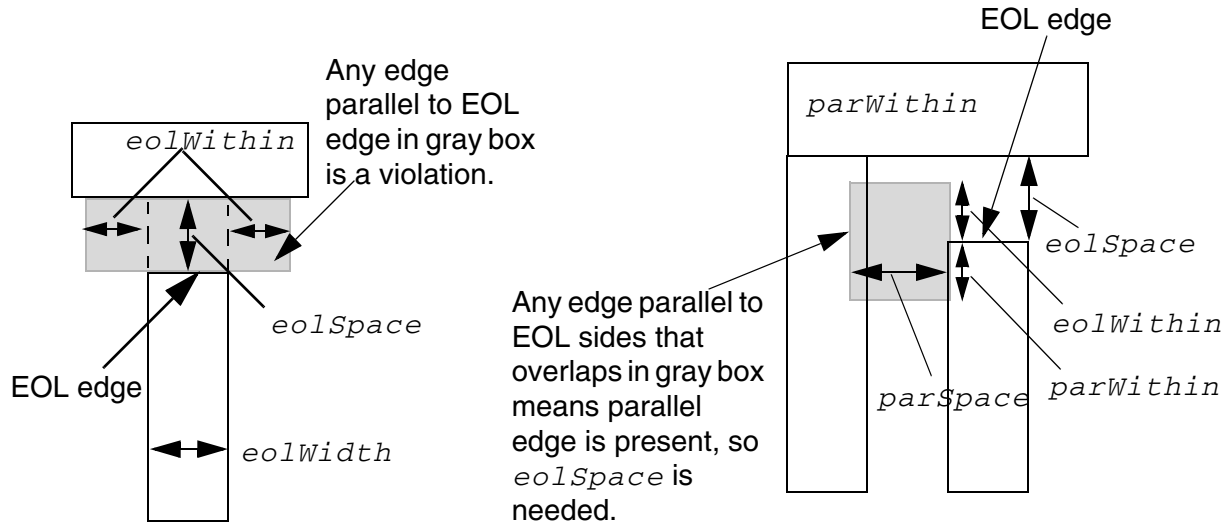 Any edge
parallel to EOL
edge in gray box
is a violation.
eolWithin
eolSpace
EOL edge
eolWidth
EOL edge
parWithin
eolSpace
eolWithin
parWithin
parSpace
Any edge parallel to
EOL sides that
overlaps in gray box
means parallel
edge is present, so
eolSpace is
needed.